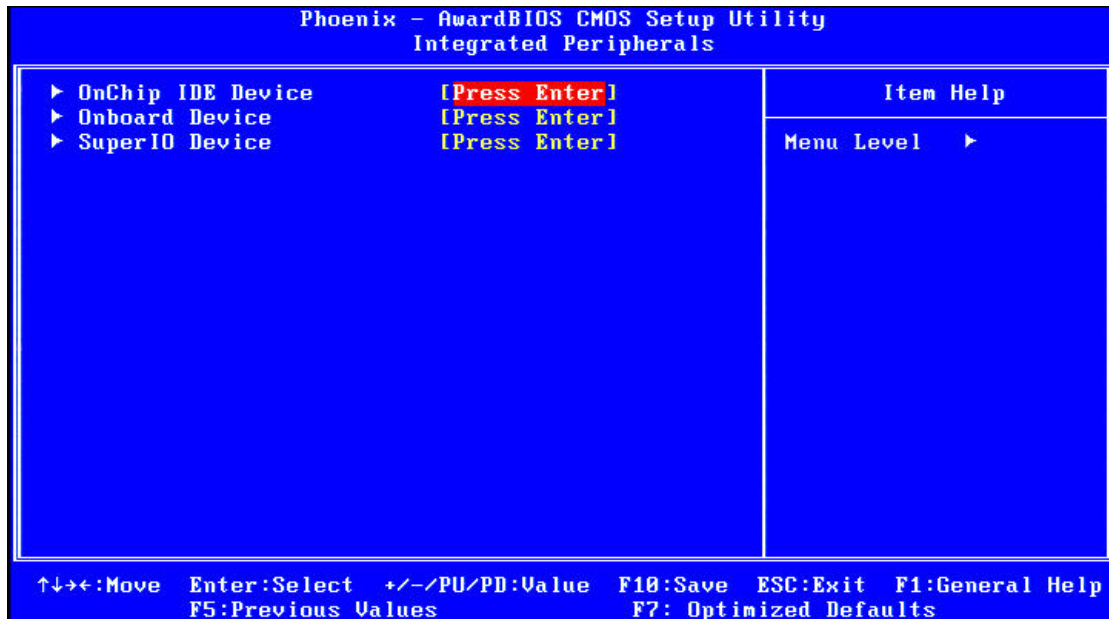 Phoenix - AwardBIOS CMOS Setup Utility
Integrated Peripherals
► OnChip IDE Device [Press Enter]
► Onboard Device [Press Enter]
► SuperIO Device [Press Enter]
Item Help
Menu Level ►
↑↓→←:Move Enter:Select +/-/PU/PD:Value F10:Save ESC:Exit F1:General Help
F5:Previous Values F7: Optimized Defaults